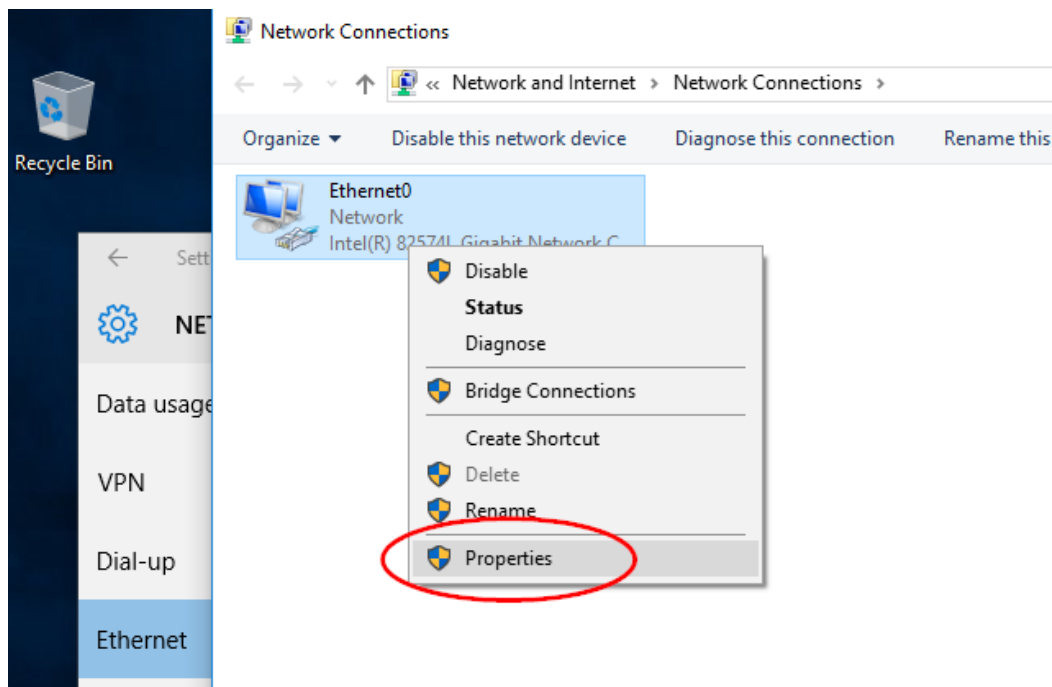 Network Connections
« Network and Internet > Network Connections >
Organize Disable this network device Diagnose this connection Rename this
Recycle Bin
Ethernet0
Network
Intel(R) 82574L Gigabit Network C...
Sett
NET
Data usage
VPN
Dial-up
Ethernet
Disable
Status
Diagnose
Bridge Connections
Create Shortcut
Delete
Rename
Properties